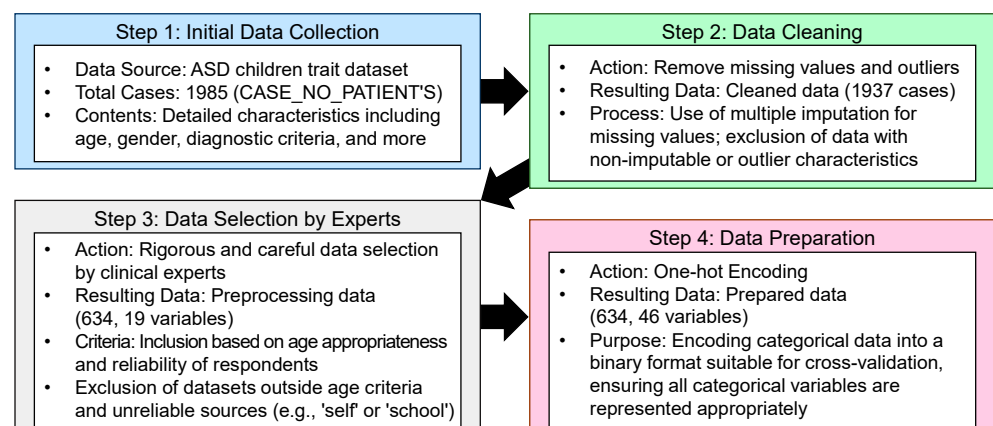 Step 1: Initial Data Collection
• Data Source: ASD children trait dataset
• Total Cases: 1985 (CASE_NO_PATIENT'S)
• Contents: Detailed characteristics including
age, gender, diagnostic criteria, and more
Step 2: Data Cleaning
• Action: Remove missing values and outliers
• Resulting Data: Cleaned data (1937 cases)
• Process: Use of multiple imputation for
missing values; exclusion of data with
non-imputable or outlier characteristics
Step 3: Data Selection by Experts
• Action: Rigorous and careful data selection
by clinical experts
• Resulting Data: Preprocessing data
(634, 19 variables)
• Criteria: Inclusion based on age appropriateness
and reliability of respondents
• Exclusion of datasets outside age criteria
and unreliable sources (e.g., 'self' or 'school')
Step 4: Data Preparation
• Action: One-hot Encoding
• Resulting Data: Prepared data
(634, 46 variables)
• Purpose: Encoding categorical data into a
binary format suitable for cross-validation,
ensuring all categorical variables are
represented appropriately